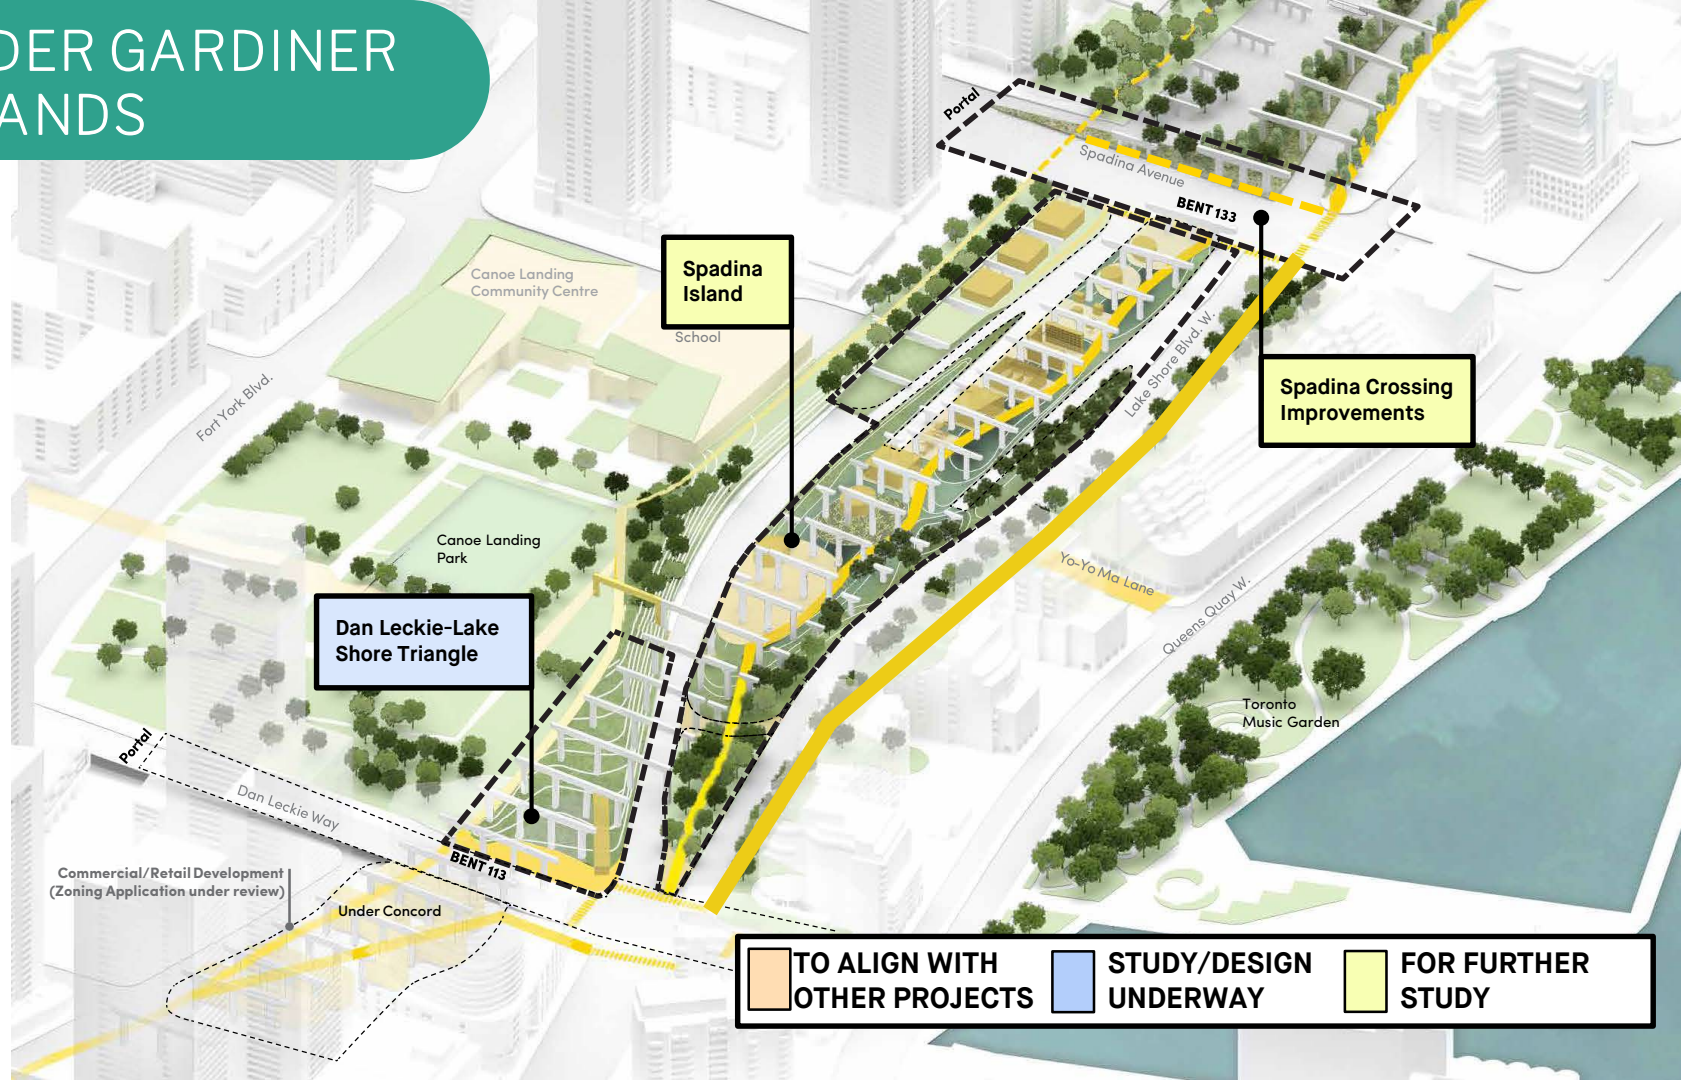 DER GARDINER
ANDS
Portal
Spadina Avenue
BENT 133
Spadina
Island
Canoe Landing
Community Centre
School
Lake Shore Blvd. W.
Spadina Crossing
Improvements
Fort York Blvd.
Canoe Landing
Park
Yo-Yo Ma Lane
Queens Quay W.
Dan Leckie-Lake
Shore Triangle
Toronto
Music Garden
Portal
Dan Leckie Way
BENT 113
Commercial/Retail Development
(Zoning Application under review)
Under Concord
TO ALIGN WITH
OTHER PROJECTS
STUDY/DESIGN
UNDERWAY
FOR FURTHER
STUDY